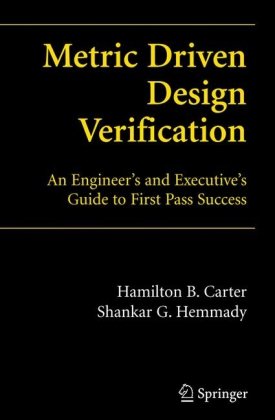 Metric Driven
Design
Verification
An Engineer's and Executive's
Guide to First Pass Success
Hamilton B. Carter
Shankar G. Hemmady
Springer